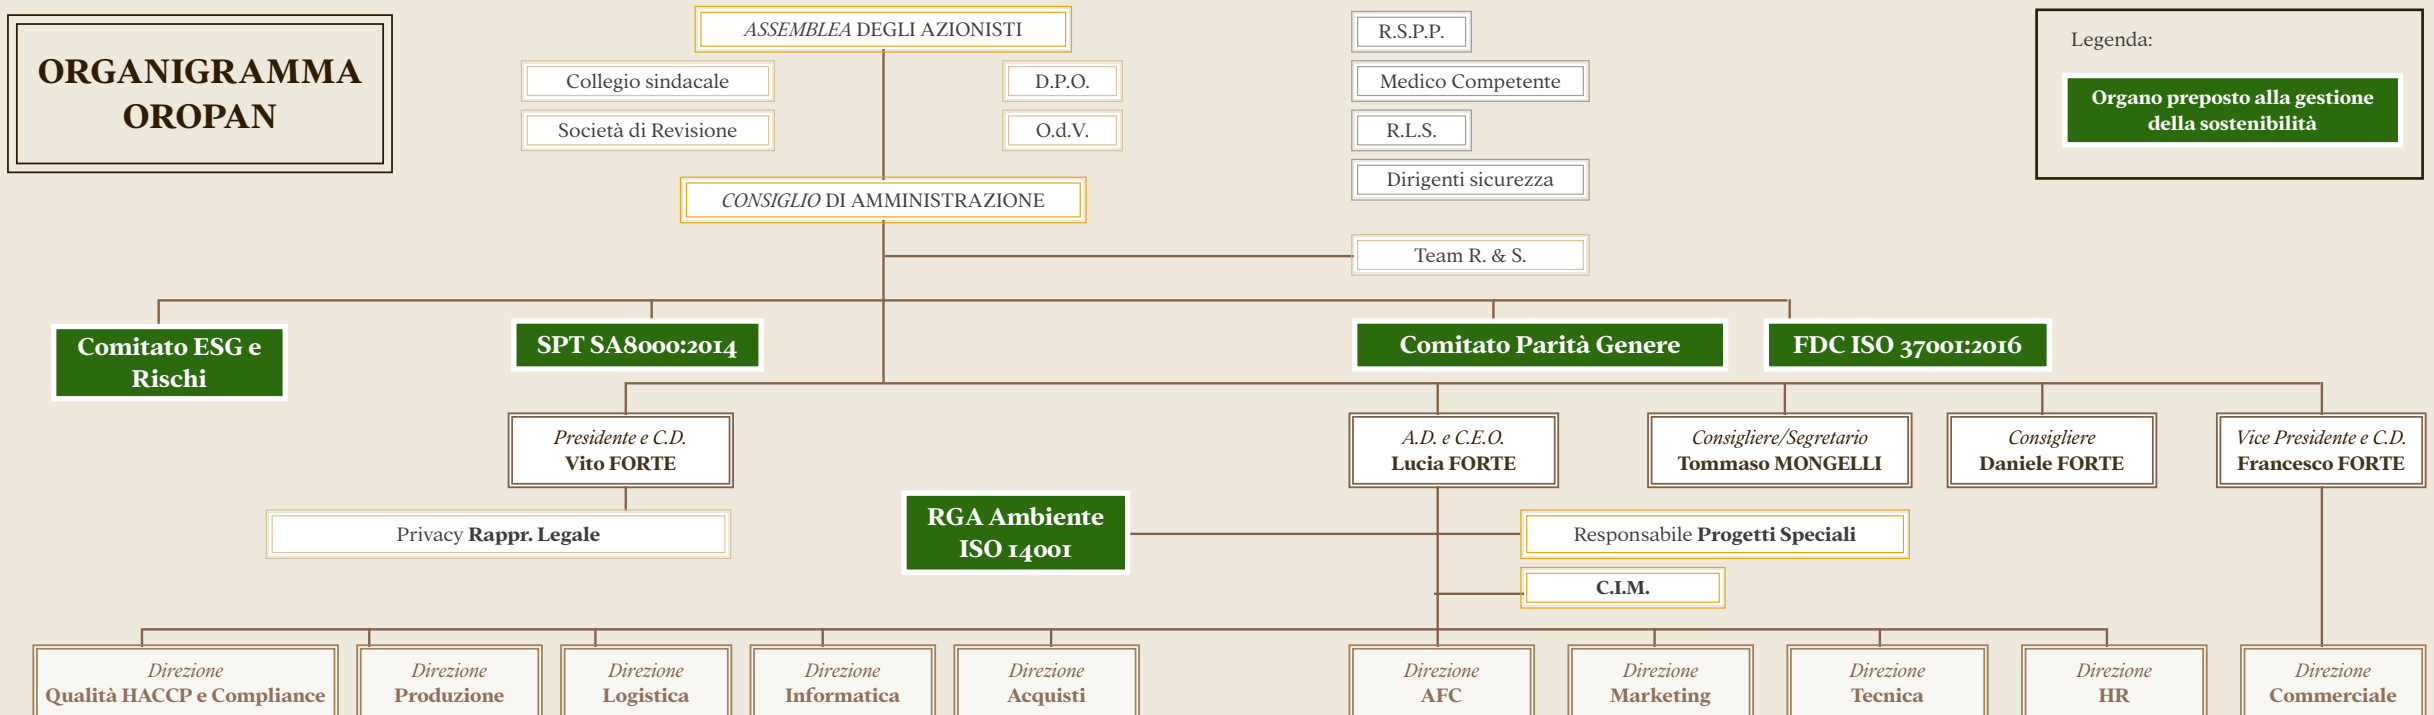 ORGANIGRAMMA
OROPAN
ASSEMBLEA DEGLI AZIONISTI
Collegio sindacale
D.P.O.
Società di Revisione
O.d.V.
CONSIGLIO DI AMMINISTRAZIONE
R.S.P.P.
Medico Competente
R.L.S.
Dirigenti sicurezza
Team R. & S.
Legenda:
Organo preposto alla gestione
della sostenibilità
Comitato ESG e
Rischi
SPT SA8000:2014
Comitato Parità Genere
FDC ISO 37001:2016
Presidente e C.D.
Vito FORTE
A.D. e C.E.O.
Lucia FORTE
Consigliere/Segretario
Tommaso MONGELLI
Consigliere
Daniele FORTE
Vice Presidente e C.D.
Francesco FORTE
Privacy Rappr. Legale
RGA Ambiente
ISO 14001
Responsabile Progetti Speciali
C.I.M.
Direzione
Qualità HACCP e Compliance
Direzione
Produzione
Direzione
Logistica
Direzione
Informatica
Direzione
Acquisti
Direzione
AFC
Direzione
Marketing
Direzione
Tecnica
Direzione
HR
Direzione
Commerciale